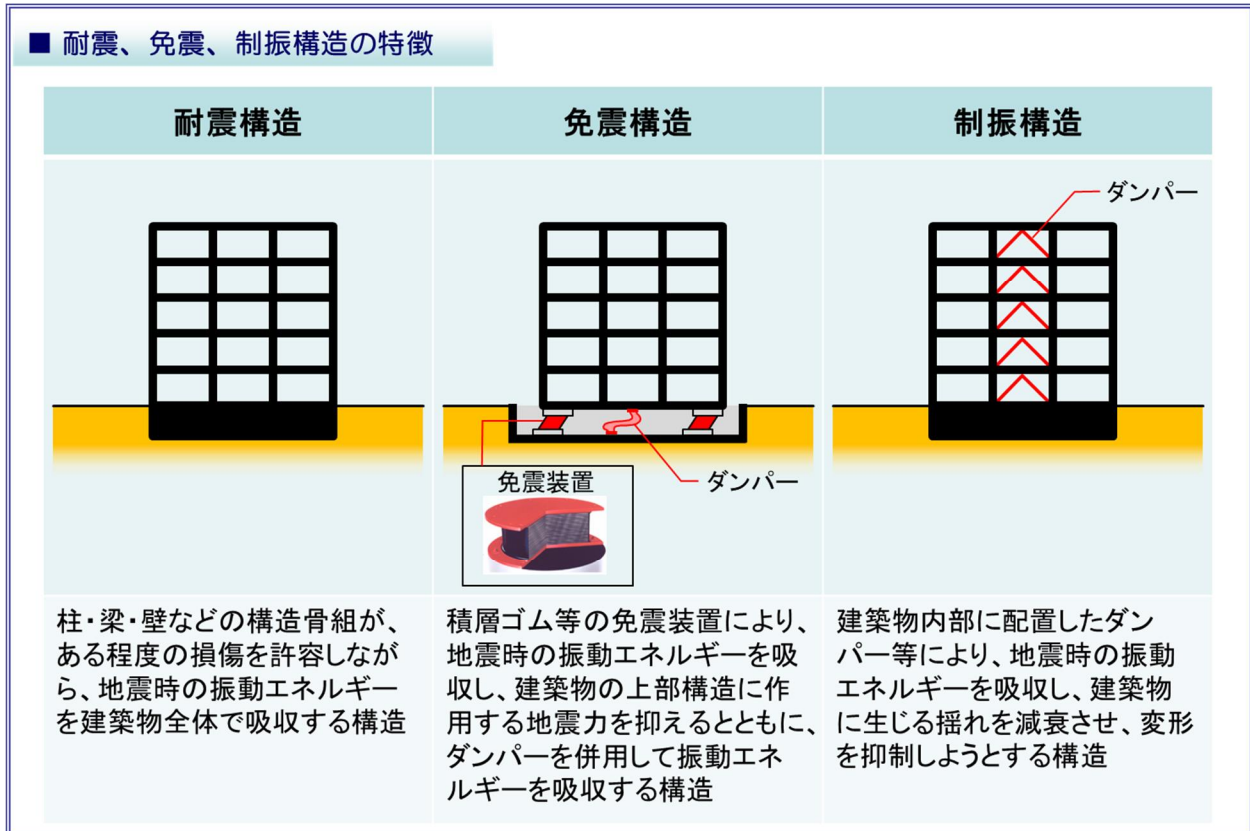 ■ 耐震、免震、制振構造の特徴
耐震構造
免震構造
制振構造
ダンパー
免震装置
ダンパー
柱・梁・壁などの構造骨組が、
ある程度の損傷を許容しなが
ら、地震時の振動エネルギー
を建築物全体で吸収する構造
積層ゴム等の免震装置により、
地震時の振動エネルギーを吸
収し、建築物の上部構造に作
用する地震力を抑えるとともに、
ダンパーを併用して振動エネ
ルギーを吸収する構造
建築物内部に配置したダン
パー等により、地震時の振動
エネルギーを吸収し、建築物
に生じる揺れを減衰させ、変形
を抑制しようとする構造